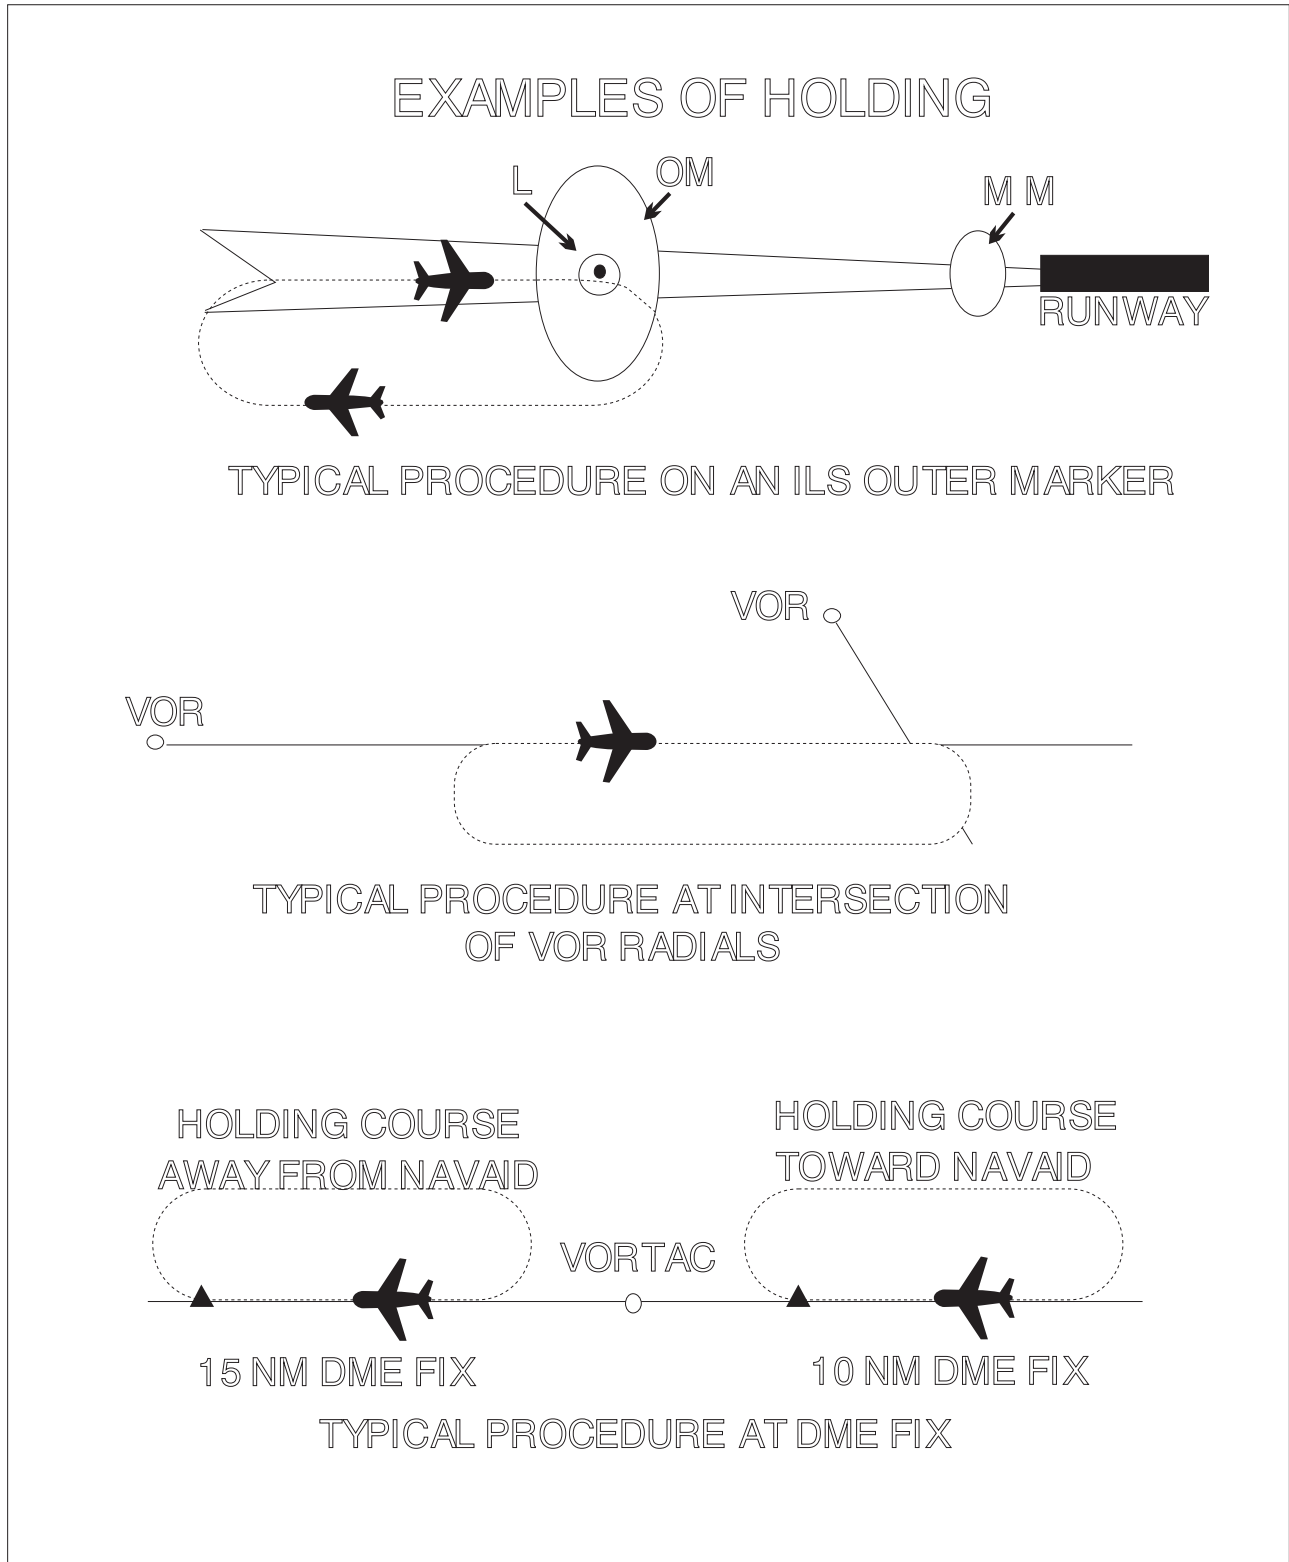 EXAMPLES OF HOLDING
L
OM
M M
RUNWAY
TYPICAL PROCEDURE ON AN ILS OUTER MARKER
VOR
VOR
TYPICAL PROCEDURE AT INTERSECTION
OF VOR RADIALS
HOLDING COURSE
AWAY FROM NAVAID
HOLDING COURSE
TOWARD NAVAID
VORTAC
15 NM DME FIX
10 NM DME FIX
TYPICAL PROCEDURE AT DME FIX